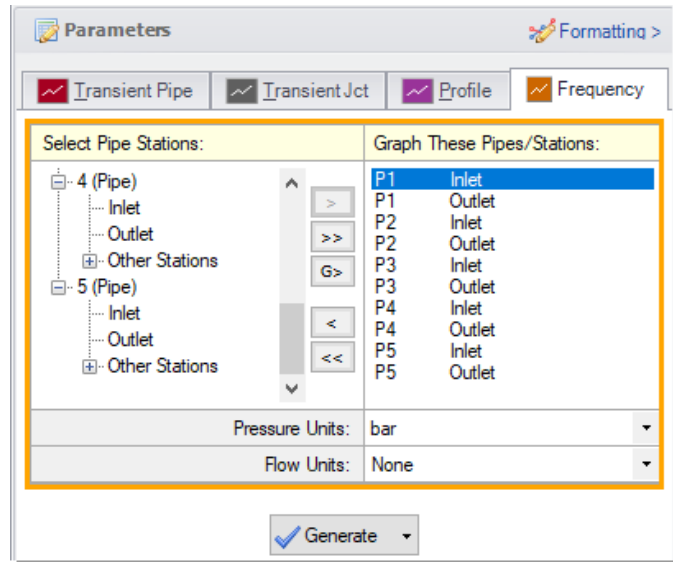 Parameters
Formatting >
Transient Pipe
Transient Jct
Profile
Frequency
Select Pipe Stations:
Graph These Pipes/Stations:
4 (Pipe)
Inlet
Outlet
Other Stations
5 (Pipe)
Inlet
Outlet
Other Stations
>
>>
G>
<
<<
P1 Inlet
P1 Outlet
P2 Inlet
P2 Outlet
P3 Inlet
P3 Outlet
P4 Inlet
P4 Outlet
P5 Inlet
P5 Outlet
Pressure Units: bar
Flow Units: None
Generate